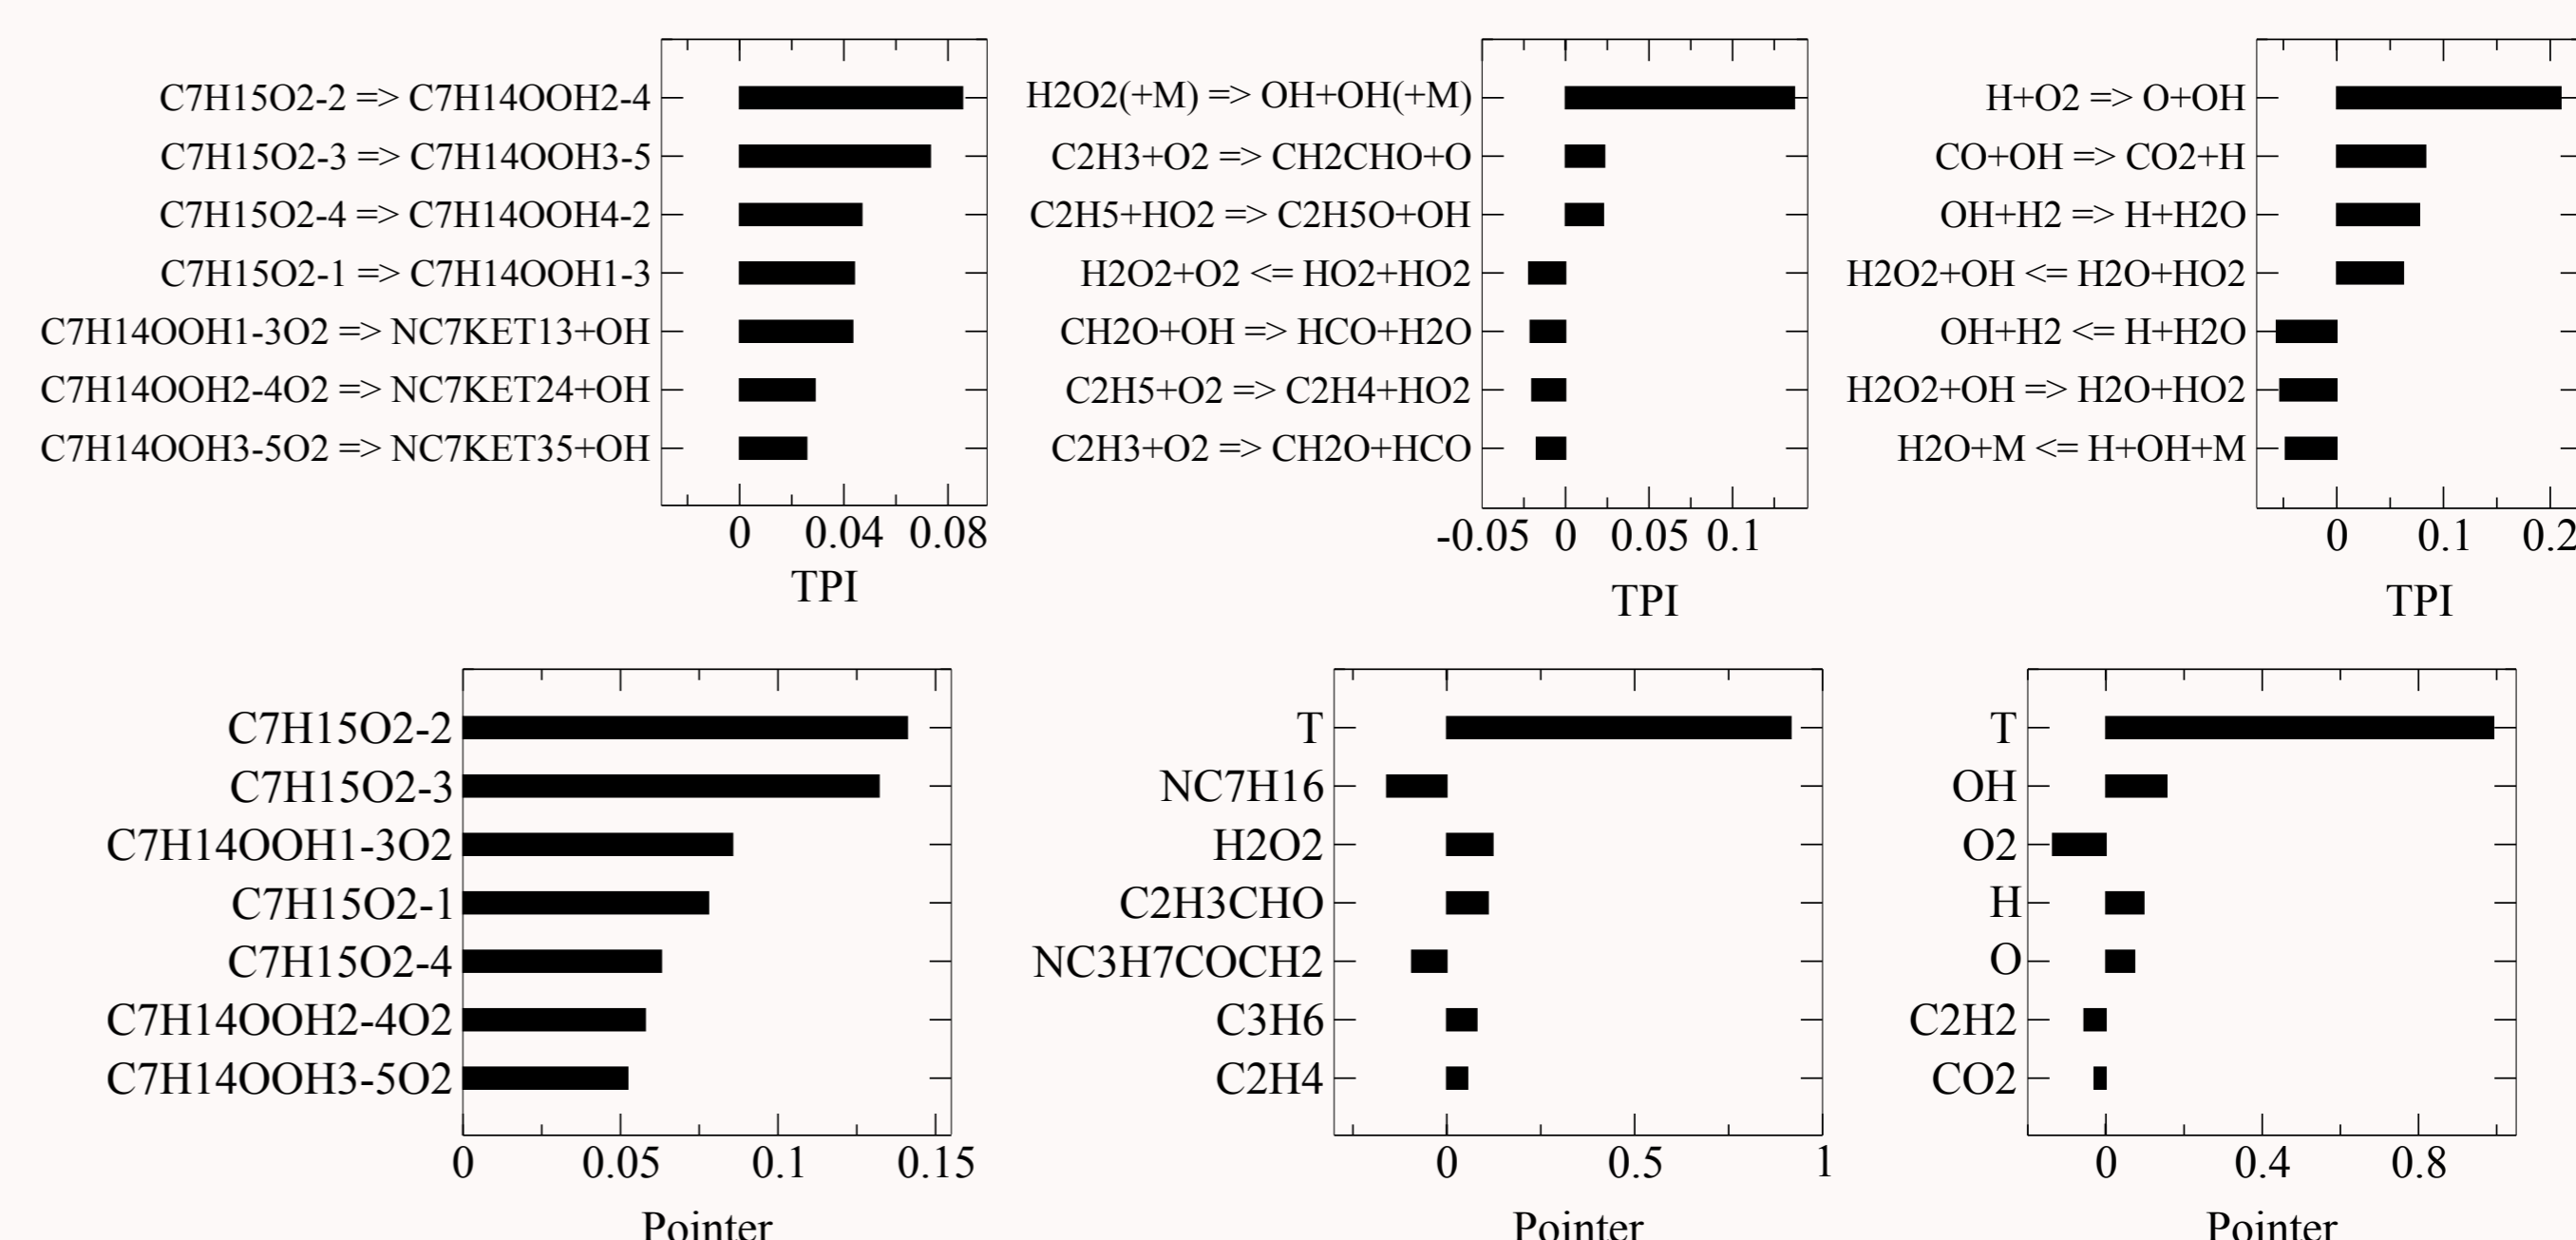 C7H15O2-2 => C7H14OOH2-4
C7H15O2-3 => C7H14OOH3-5
C7H15O2-4 => C7H14OOH4-2
C7H15O2-1 => C7H14OOH1-3
C7H14OOH1-3O2 => NC7KET13+OH
C7H14OOH2-4O2 => NC7KET24+OH
C7H14OOH3-5O2 => NC7KET35+OH
0 0.04 0.08
TPI
H2O2(+M) => OH+OH(+M)
C2H3+O2 => CH2CHO+O
C2H5+HO2 => C2H5O+OH
H2O2+O2 <= HO2+HO2
CH2O+OH => HCO+H2O
C2H5+O2 => C2H4+HO2
C2H3+O2 => CH2O+HCO
-0.05 0 0.05 0.1
TPI
H+O2 => O+OH
CO+OH => CO2+H
OH+H2 => H+H2O
H2O2+OH <= H2O+HO2
OH+H2 <= H+H2O
H2O2+OH => H2O+HO2
H2O+M <= H+OH+M
0 0.1 0.2
TPI
C7H15O2-2
C7H15O2-3
C7H14OOH1-3O2
C7H15O2-1
C7H15O2-4
C7H14OOH2-4O2
C7H14OOH3-5O2
0 0.05 0.1 0.15
Pointer
T
NC7H16
H2O2
C2H3CHO
NC3H7COCH2
C3H6
C2H4
0 0.5 1
Pointer
T
OH
O2
H
O
C2H2
CO2
0 0.4 0.8
Pointer